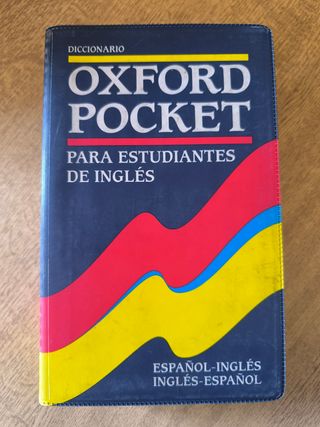 DICCIONARIO
OXFORD
POCKET
PARA ESTUDIANTES
DE INGLÉS
ESPAÑOL-INGLÉS
INGLÉS-ESPAÑOL